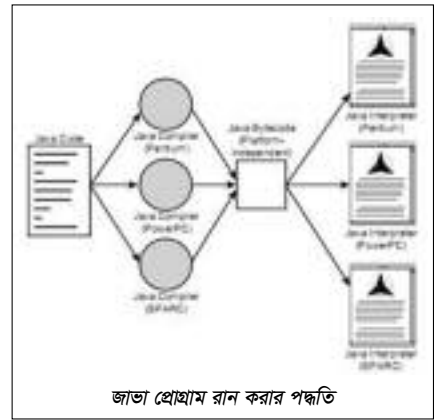 Java Code
Java Compiler
(Pentium)
Java Compiler
(PowerPC)
Java Compiler
(SPARC)
Java Bytecode
(Platform-
independent)
Java Interpreter
(Pentium)
Java Interpreter
(PowerPC)
Java Interpreter
(SPARC)
জাভা প্রোগ্রাম রান করার পদ্ধতি